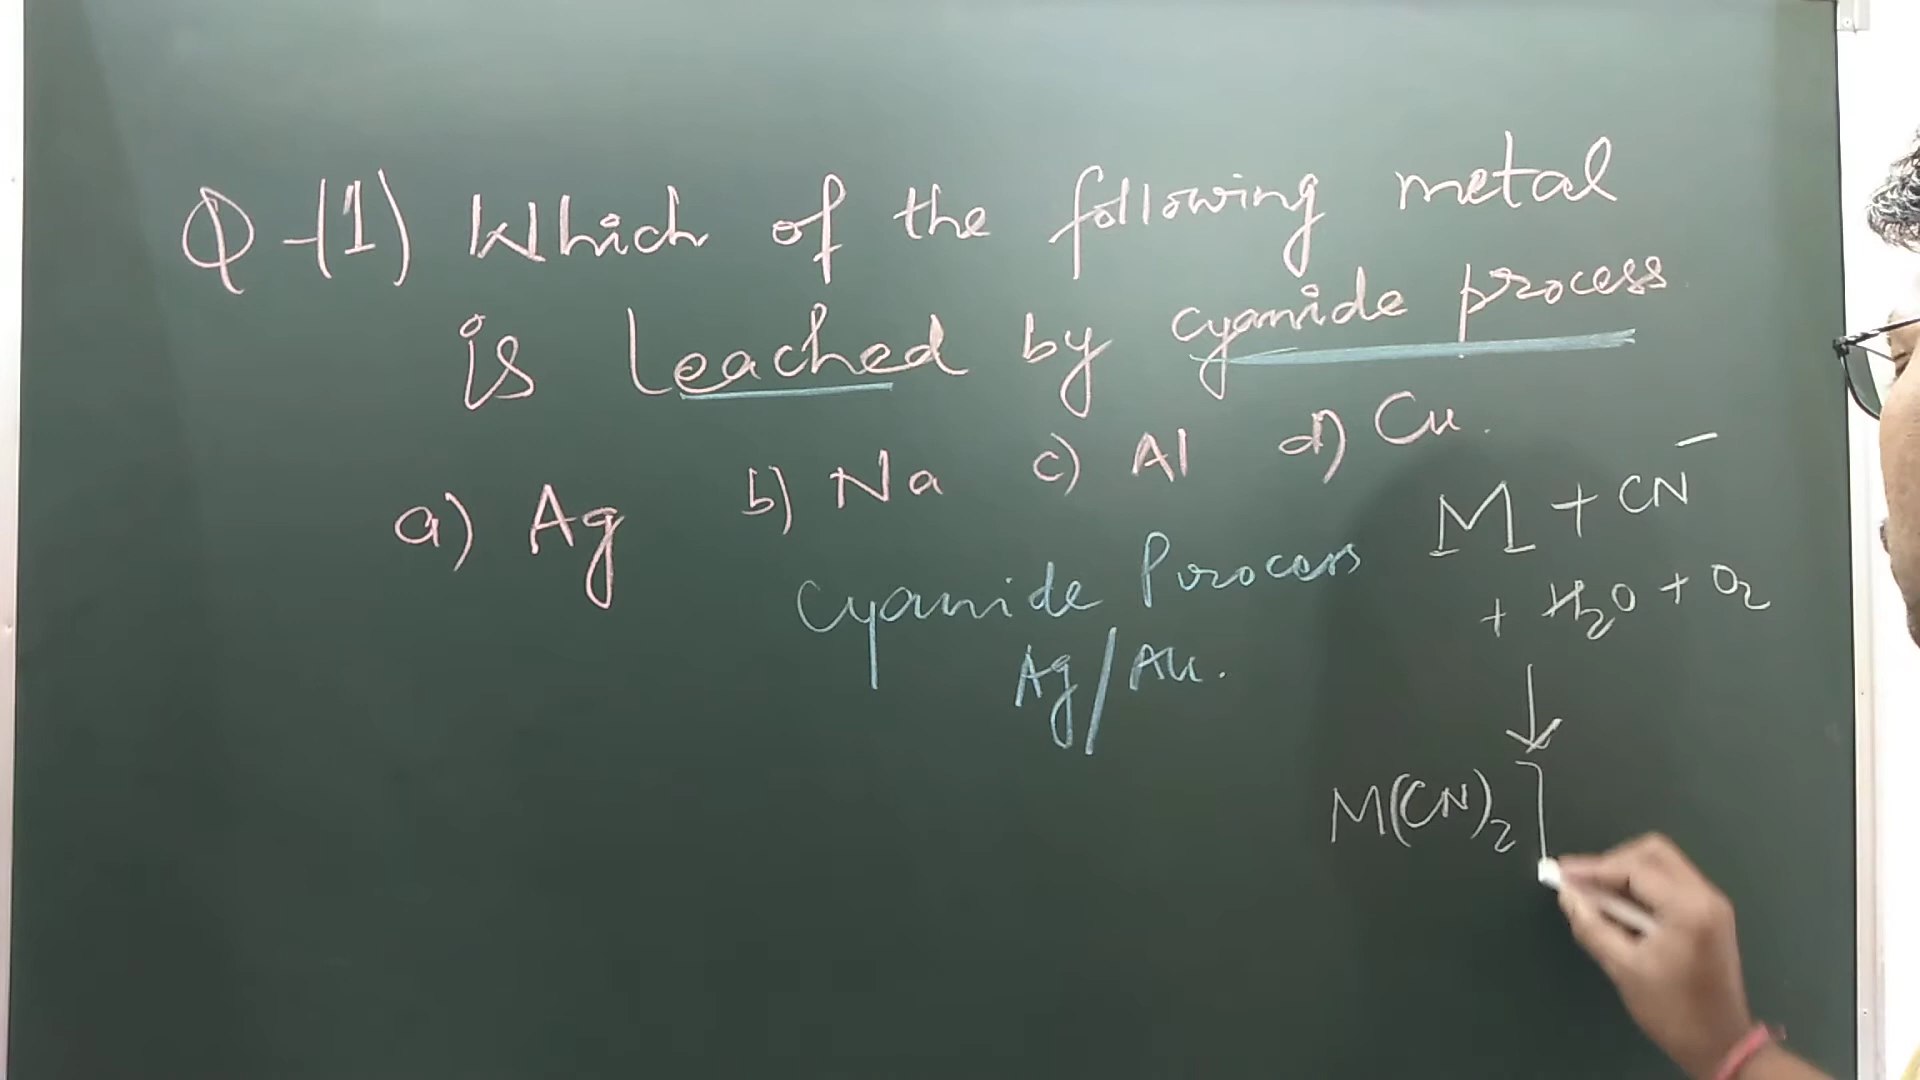 Q-(1) Which of the following metal
is leached by cyanide process
a) Ag b) Na c) Al d) Cu.
Cyanide Process
Ag/Au.
M + CN⁻
+ H₂O + O₂
↓
M(CN)₂]